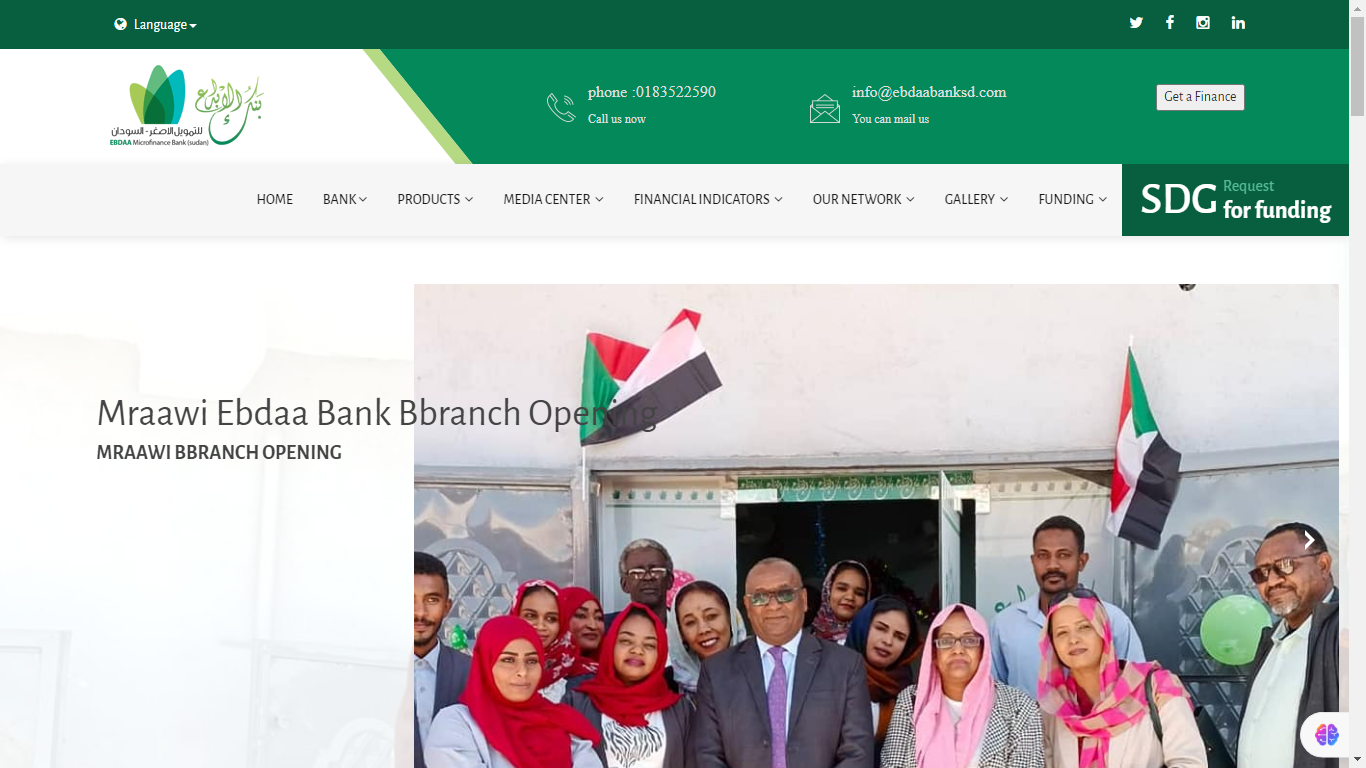 Language
بنك الإبداع
للتمويل الاصغر - السودان
EBDAA Microfinance Bank (sudan)
phone :0183522590
Call us now
info@ebdaabanksd.com
You can mail us
Get a Finance
HOME
BANK
PRODUCTS
MEDIA CENTER
FINANCIAL INDICATORS
OUR NETWORK
GALLERY
FUNDING
SDG
Request
for funding
Mraawi Ebdaa Bank Bbranch Opening
MRAAWI BBRANCH OPENING